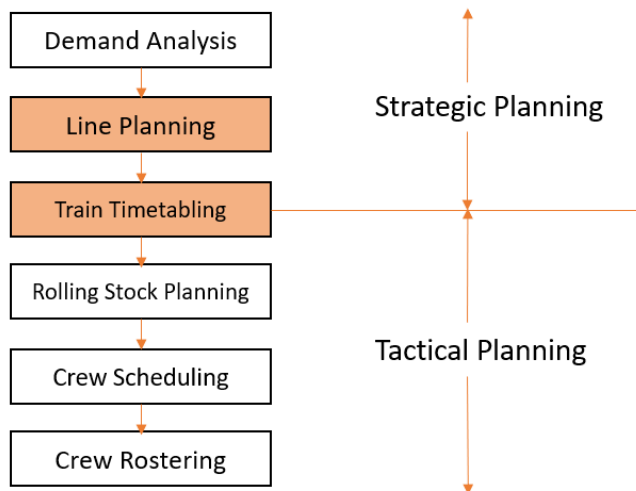 Demand Analysis
Line Planning
Train Timetabling
Rolling Stock Planning
Crew Scheduling
Crew Rostering
Strategic Planning
Tactical Planning